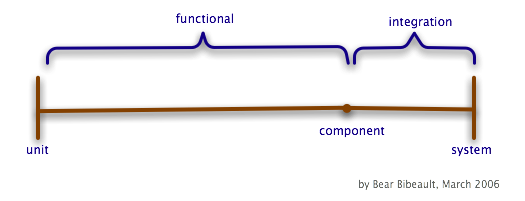 functional
integration
component
unit
system
by Bear Bibeault, March 2006